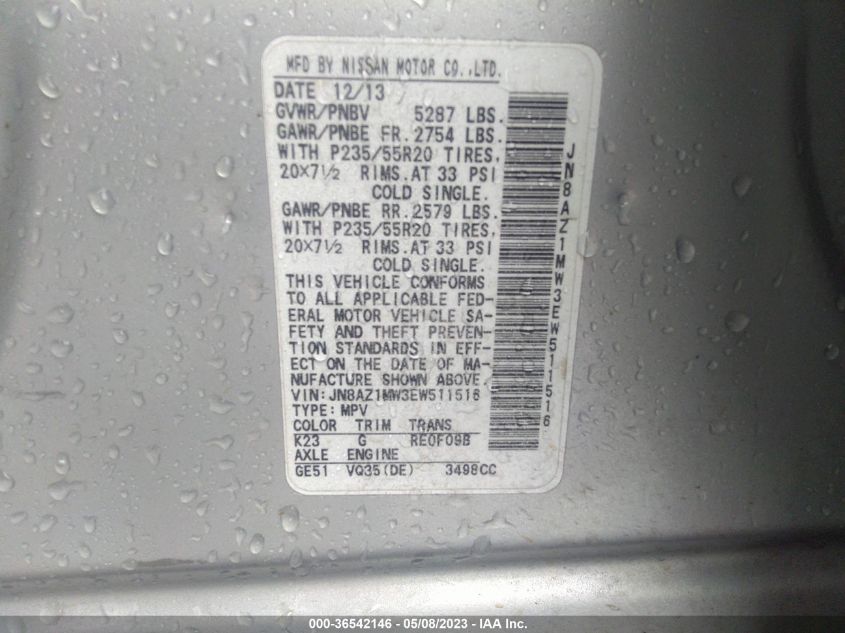 MFD BY NISSAN MOTOR CO.,LTD.
DATE 12/13
GVWR/PNBV 5287 LBS.
GAWR/PNBE FR. 2754 LBS.
WITH P235/55R20 TIRES,
20×7½ RIMS.AT 33 PSI
COLD SINGLE.
GAWR/PNBE RR. 2579 LBS.
WITH P235/55R20 TIRES,
20×7½ RIMS.AT 33 PSI
COLD SINGLE.
THIS VEHICLE CONFORMS
TO ALL APPLICABLE FED-
ERAL MOTOR VEHICLE SA-
FETY AND THEFT PREVEN-
TION STANDARDS IN EFF-
ECT ON THE DATE OF MA-
NUFACTURE SHOWN ABOVE.
VIN: JN8AZ1MW3EW511516
TYPE: MPV
COLOR TRIM TRANS
K23 G RE0F09B
AXLE ENGINE
GE51 VQ35(DE) 3498CC
JN8AZ1MW3EW511516
000-36542146 - 05/08/2023 - IAA Inc.